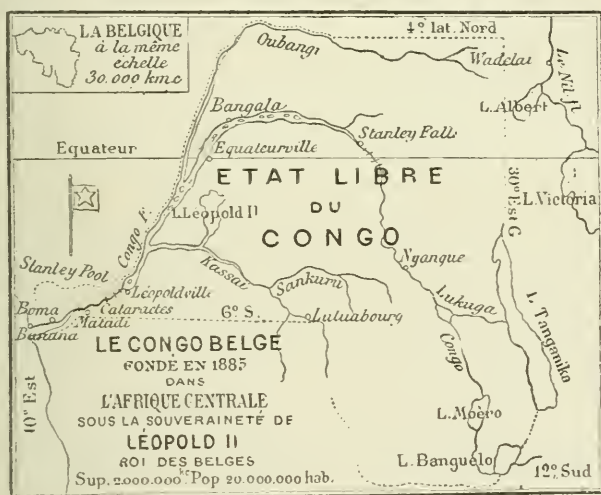 LA BELGIQUE
à la même
échelle
30.000 kmc
4° lat. Nord
Oubangi
Wadelai
Le Nil fl.
L. Albert
Bangala
Stanley Falls
Equateur
Equateurville
ETAT LIBRE
DU
CONGO
30° Est G
L. Victoria
L. Léopold II
Congo F.
Kassai
Stanley Pool
Nyangue
Sankuru
Léopoldville
Lukuga
Boma
Cataractes
6° S.
Luluabourg
Matadi
Banana
Congo
L. Tanganiko
LE CONGO BELGE
FONDÉ EN 1885
DANS
L'AFRIQUE CENTRALE
SOUS LA SOUVERAINETÉ DE
LÉOPOLD II
ROI DES BELGES
Sup. 2.000.000 kc Pop 20.000.000 hab.
10° Est
L. Moëro
L. Banguélo
12° Sud